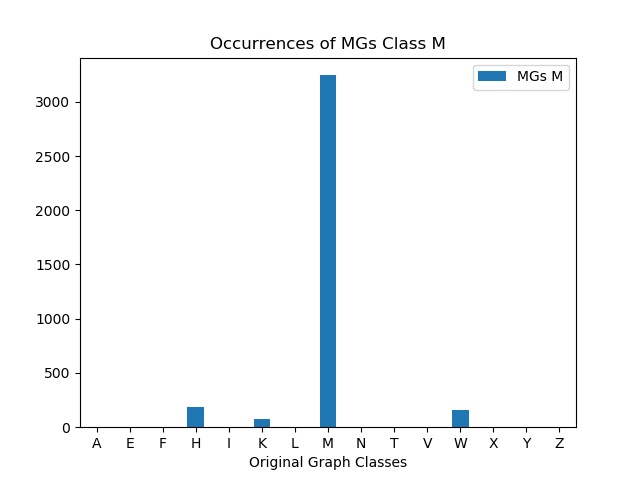 Occurrences of MGs Class M
MGs M
3000
2500
2000
1500
1000
500
0
A E F H I K L M N T V W X Y Z
Original Graph Classes